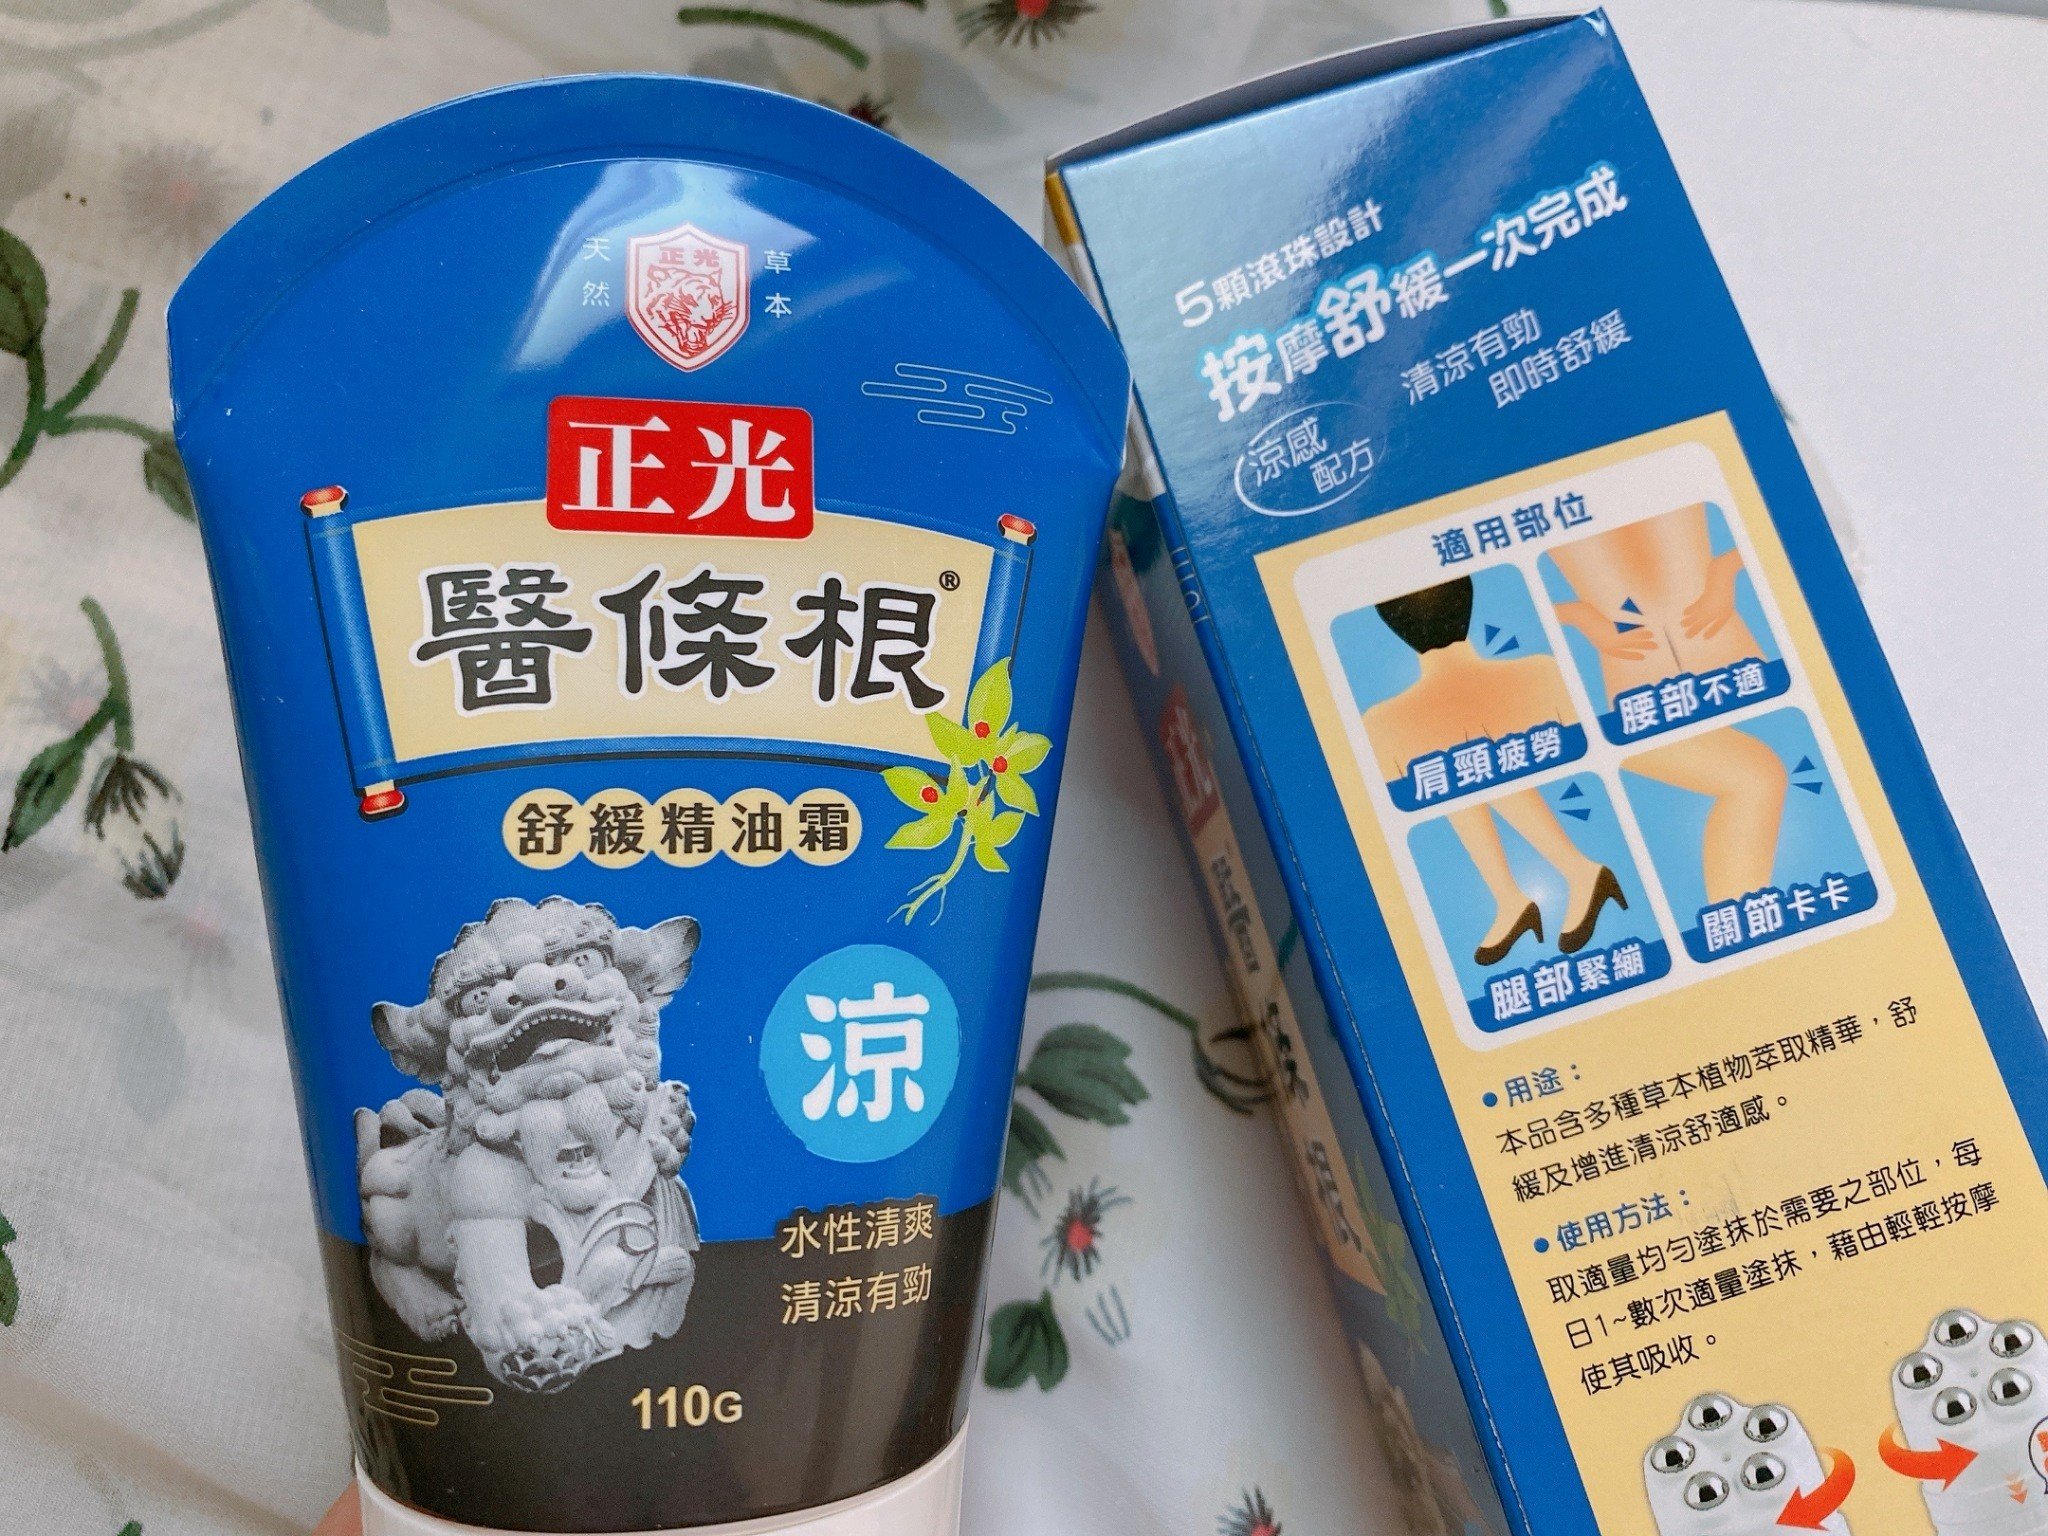 天然
草本
正光
正光
醫條根®
舒緩精油霜
涼
水性清爽
清涼有勁
110G
5顆滾珠設計
按摩舒緩一次完成
清涼有勁
即時舒緩
涼感
配方
適用部位
肩頸疲勞
腰部不適
腿部緊繃
關節卡卡
•用途：
本品含多種草本植物萃取精華，舒
緩及增進清涼舒適感。
•使用方法：
取適量均勻塗抹於需要之部位，每
日1~數次適量塗抹，藉由輕輕按摩
使其吸收。